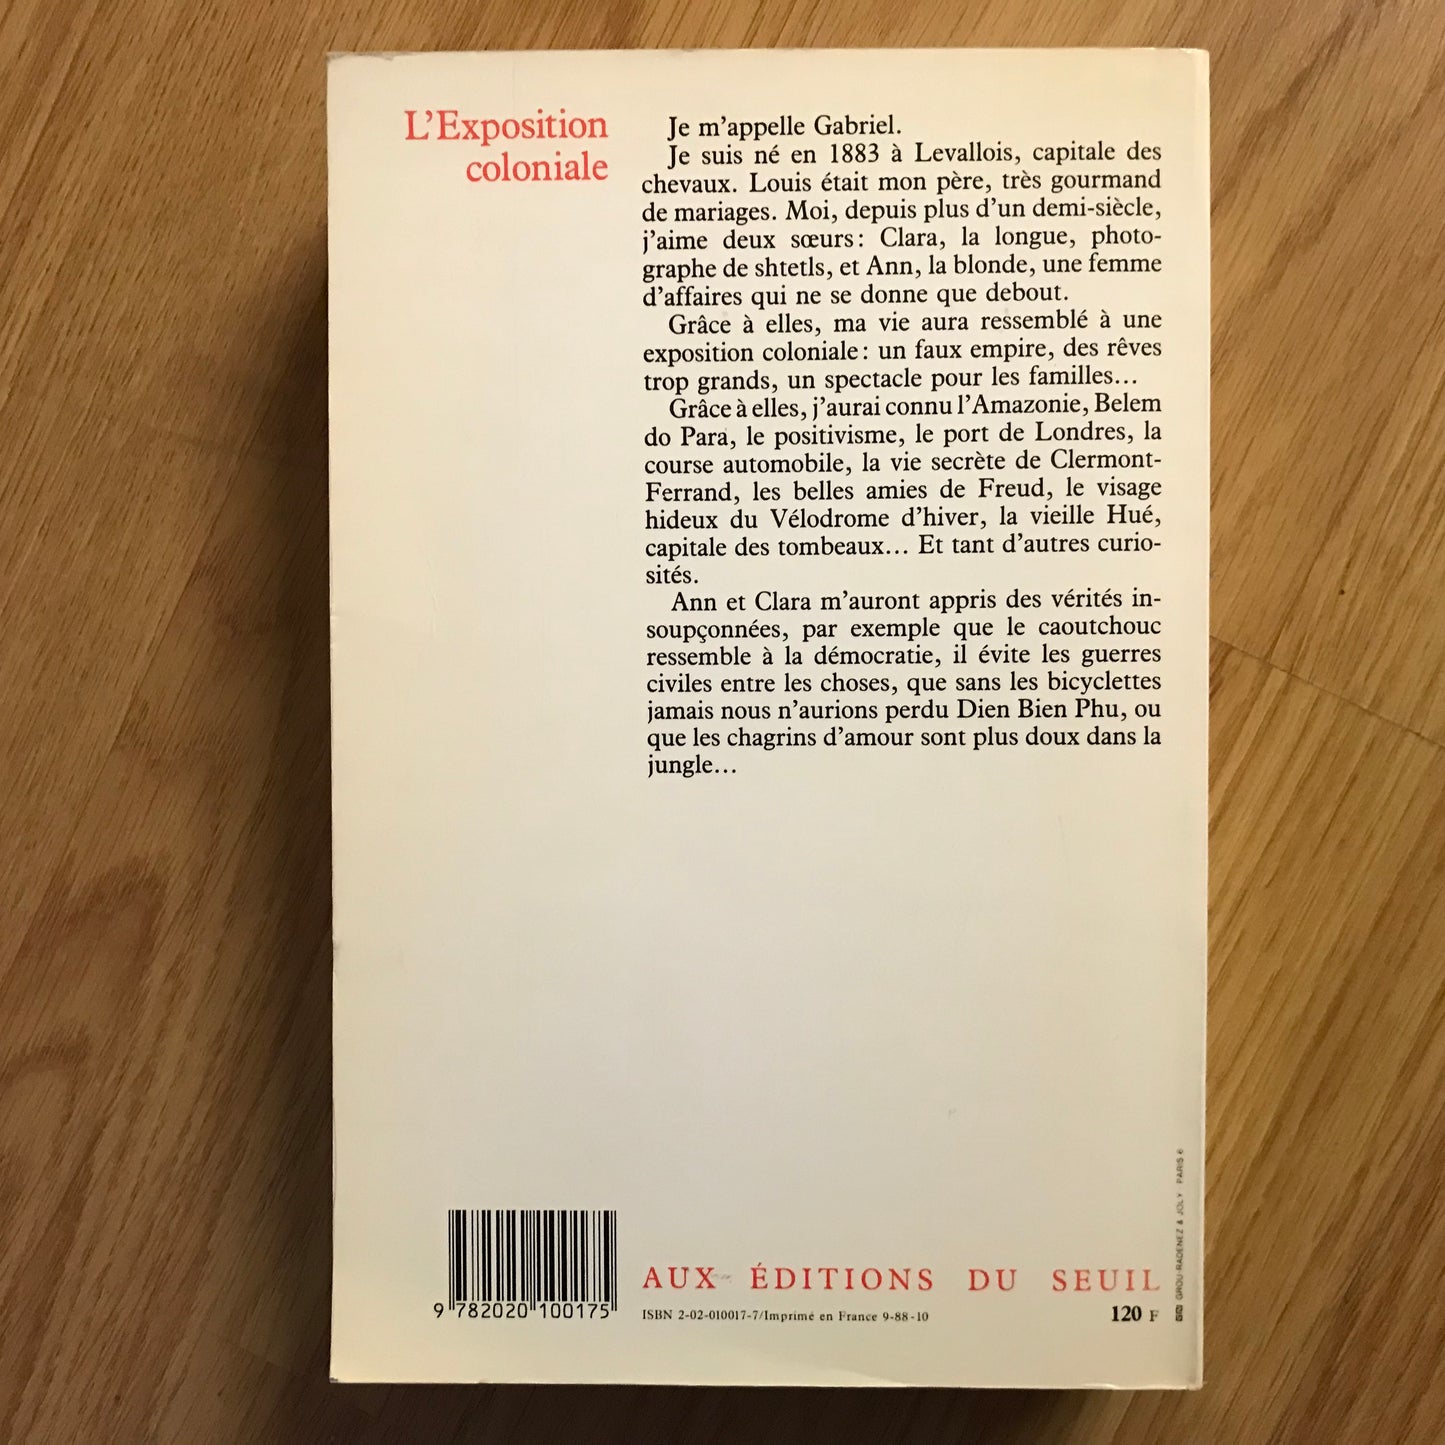 L'Exposition
coloniale
Je m'appelle Gabriel.
Je suis né en 1883 à Levallois, capitale des
chevaux. Louis était mon père, très gourmand
de mariages. Moi, depuis plus d'un demi-siècle,
j'aime deux sœurs : Clara, la longue, photo-
graphe de shtetls, et Ann, la blonde, une femme
d'affaires qui ne se donne que debout.
Grâce à elles, ma vie aura ressemblé à une
exposition coloniale : un faux empire, des rêves
trop grands, un spectacle pour les familles...
Grâce à elles, j'aurai connu l'Amazonie, Belem
do Para, le positivisme, le port de Londres, la
course automobile, la vie secrète de Clermont-
Ferrand, les belles amies de Freud, le visage
hideux du Vélodrome d'hiver, la vieille Hué,
capitale des tombeaux... Et tant d'autres curio-
sités.
Ann et Clara m'auront appris des vérités in-
soupçonnées, par exemple que le caoutchouc
ressemble à la démocratie, il évite les guerres
civiles entre les choses, que sans les bicyclettes
jamais nous n'aurions perdu Dien Bien Phu, ou
que les chagrins d'amour sont plus doux dans la
jungle...
9 782020 100175
AUX ÉDITIONS DU SEUIL
ISBN 2-02-010017-7/Imprimé en France 9-88-10
120 F
GROU-RADENEZ & JOLY PARIS 6